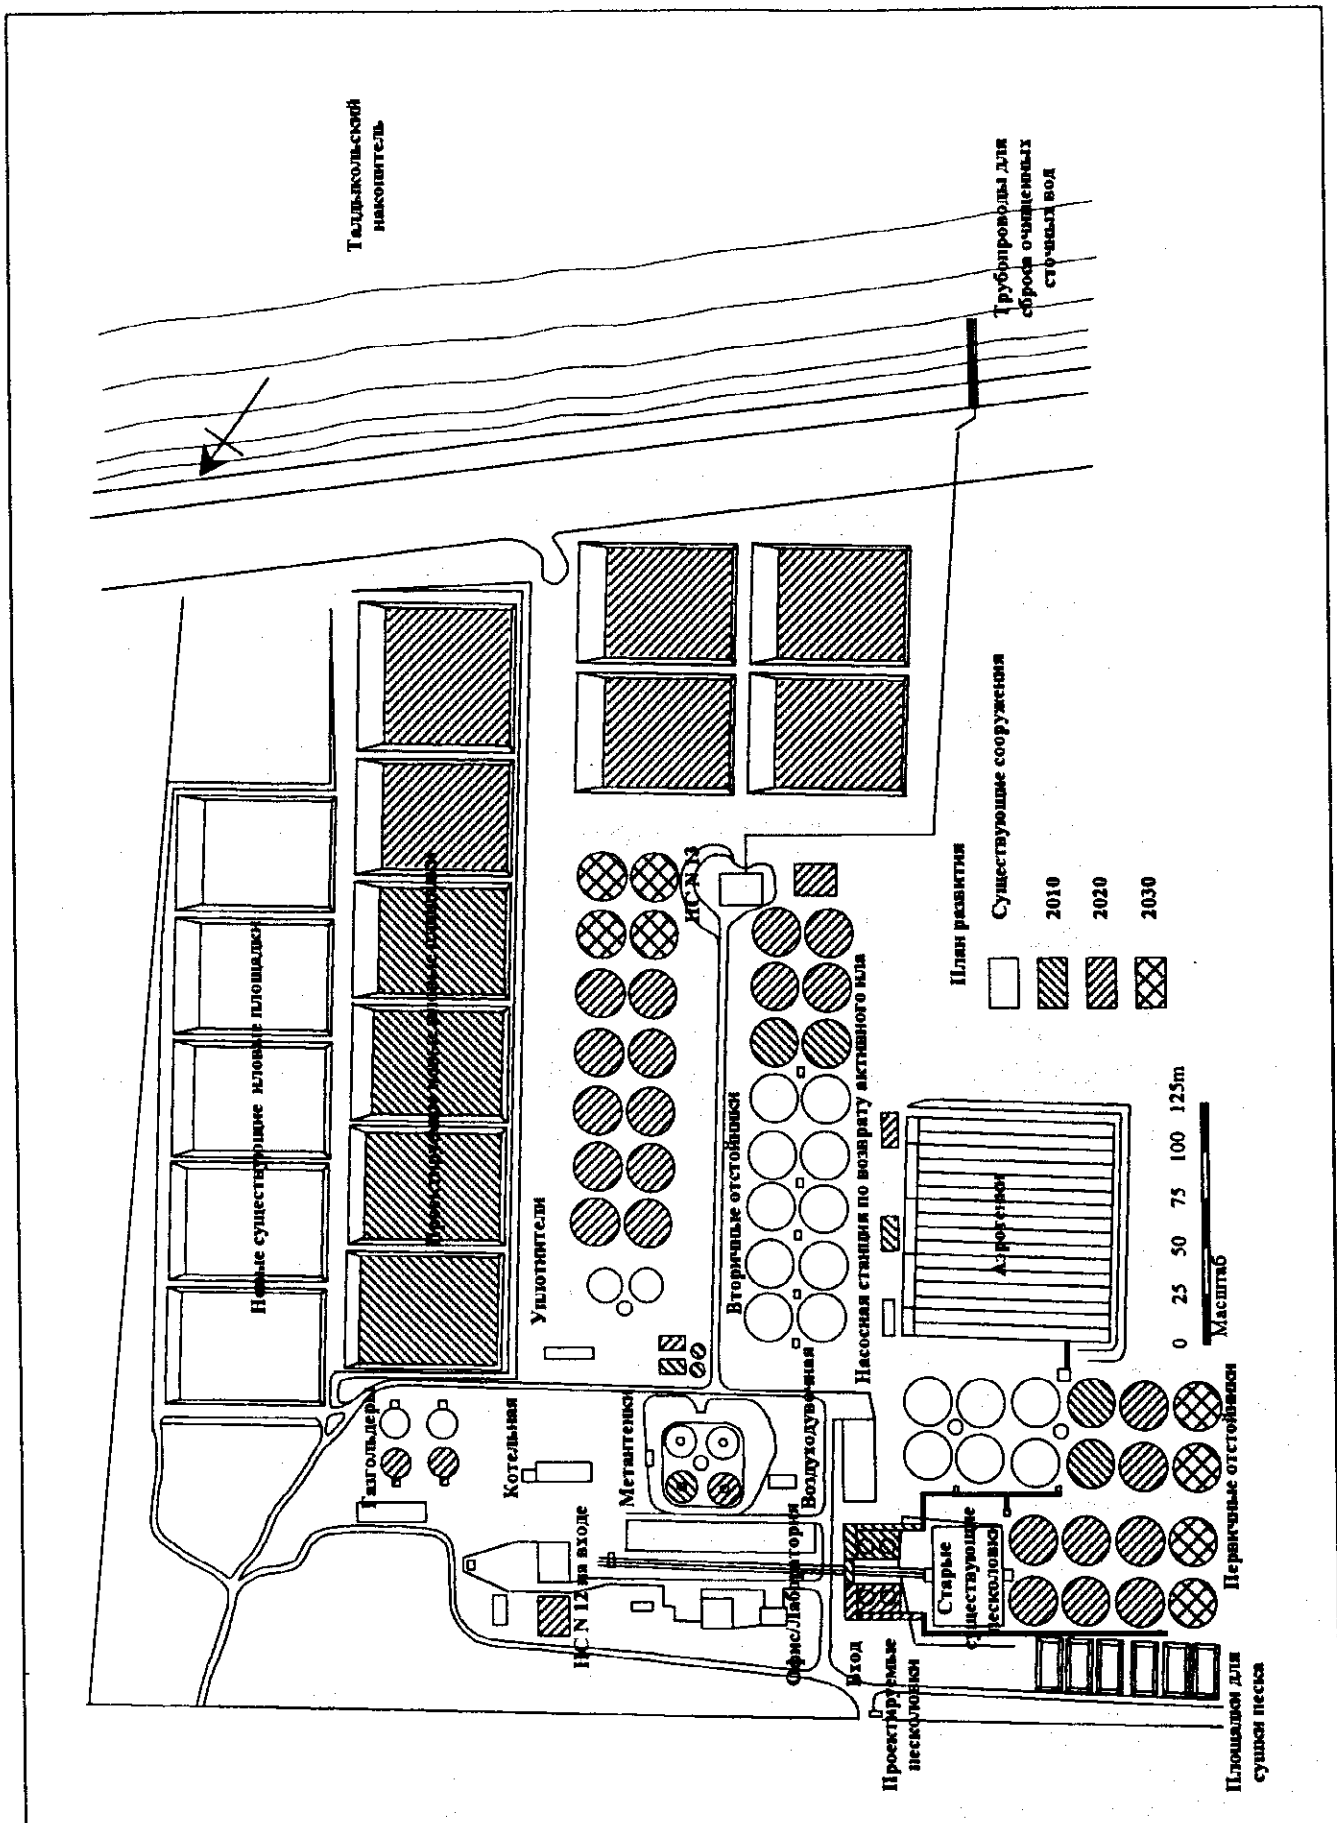 Талдыкольский
накопитель
Трубопроводы для
сброса очищенных
сточных вод
Новые существующие иловые площадки
иловые площадки
Уплотнители
НС N 13
Вторичные отстойники
Насосная станция по возврату активного ила
Аэротенки
Газгольдеры
Котельная
Метантенки
Воздуходувочная
НС N 12 на входе
Офис/Лаборатория
Вход
Проектируемые
песколовки
Старые
существующие
песколовки
Первичные отстойники
Площадки для
сушки песка
План развития
Существующие сооружения
2010
2020
2030
0 25 50 75 100 125m
Масштаб